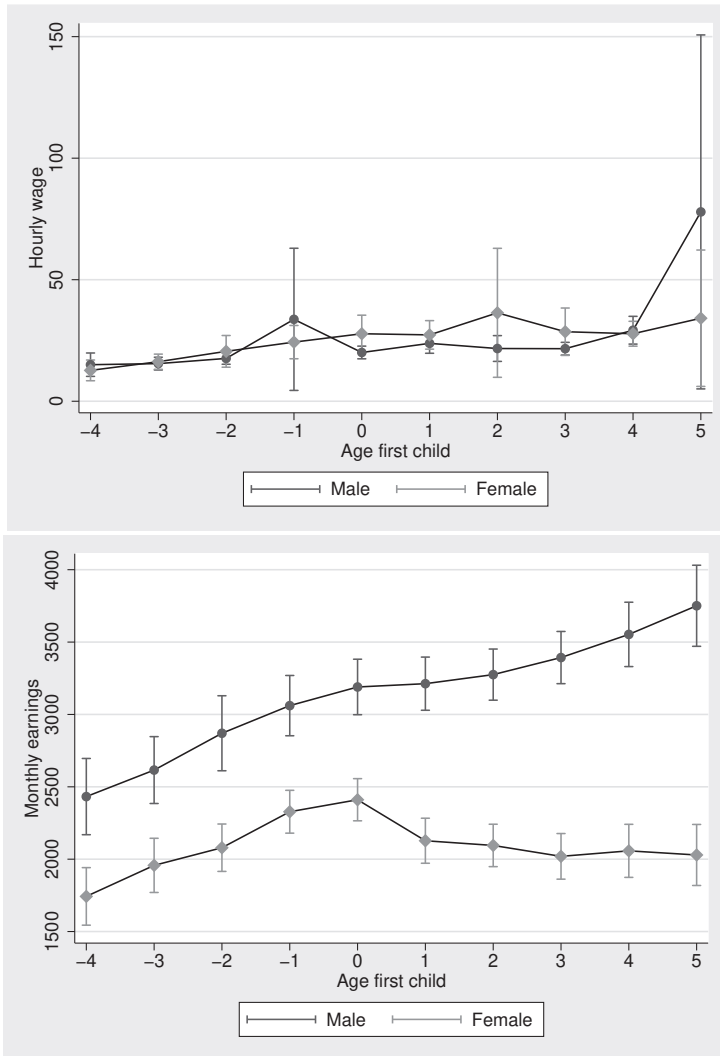 150
100
50
0
Hourly wage
−4 −3 −2 −1 0 1 2 3 4 5
Age first child
Male Female
4000
3500
3000
2500
2000
1500
Monthly earnings
−4 −3 −2 −1 0 1 2 3 4 5
Age first child
Male Female